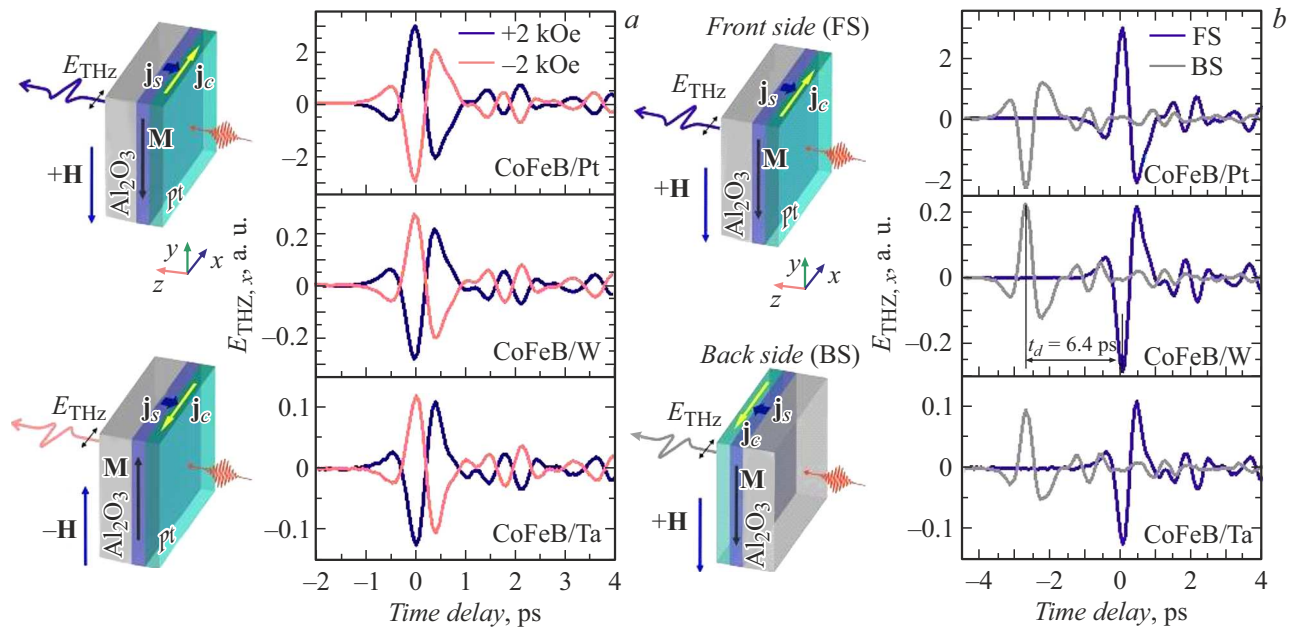 a
+2 kOe
−2 kOe
E_THz
j_s
j_c
M
+H
Al₂O₃
pt
y
x
z
E_THz
j_s
j_c
M
−H
Al₂O₃
pt
E_THZ, x, a. u.
2
0
−2
CoFeB/Pt
0.2
0
−0.2
CoFeB/W
0.1
0
−0.1
CoFeB/Ta
−2 −1 0 1 2 3 4
Time delay, ps
Front side (FS)
E_THz
j_s
j_c
M
+H
Al₂O₃
pt
y
x
z
Back side (BS)
E_THz
j_s
j_c
M
+H
Al₂O₃
b
FS
BS
E_THZ, x, a. u.
2
0
−2
CoFeB/Pt
0.2
0
−0.2
t_d = 6.4 ps
CoFeB/W
0.1
0
−0.1
CoFeB/Ta
−4 −2 0 2 4
Time delay, ps